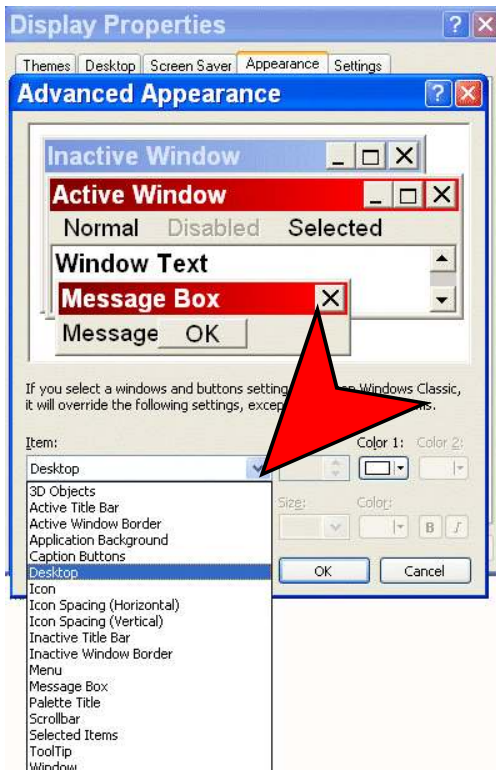 Display Properties
Themes Desktop Screen Saver Appearance Settings
Advanced Appearance
Inactive Window
Active Window
Normal Disabled Selected
Window Text
Message Box
Message OK
If you select a windows and buttons setting Windows Classic,
it will override the following settings,
Item: Color 1: Color 2:
Desktop
Size: Color:
B I
3D Objects
Active Title Bar
Active Window Border
Application Background
Caption Buttons
Desktop
OK Cancel
Icon
Icon Spacing (Horizontal)
Icon Spacing (Vertical)
Inactive Title Bar
Inactive Window Border
Menu
Message Box
Palette Title
Scrollbar
Selected Items
ToolTip
Window